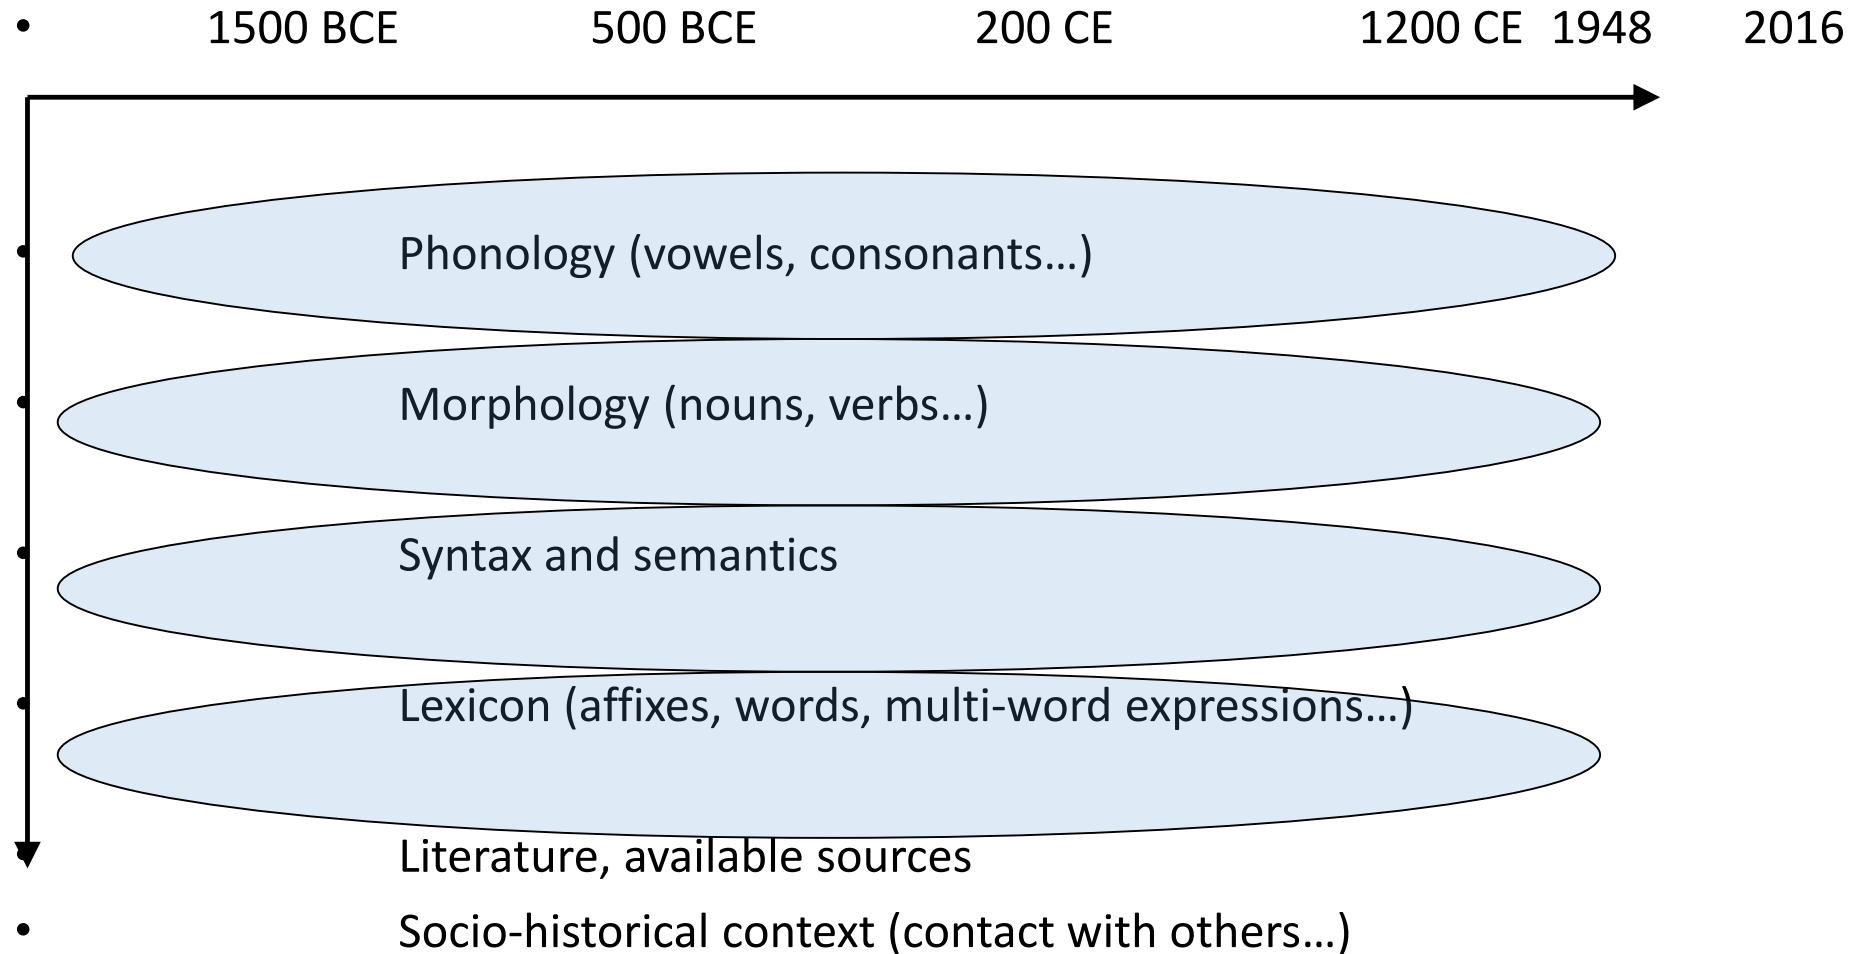 • 1500 BCE 500 BCE 200 CE 1200 CE 1948 2016
• Phonology (vowels, consonants…)
• Morphology (nouns, verbs…)
• Syntax and semantics
• Lexicon (affixes, words, multi-word expressions…)
• Literature, available sources
• Socio-historical context (contact with others…)